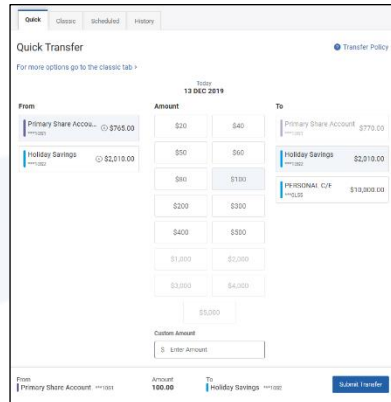 Quick Classic Scheduled History
Quick Transfer
Transfer Policy
For more options go to the classic tab >
Today
13 DEC 2019
From Amount To
Primary Share Accou... $765.00
Holiday Savings $2,010.00
$20 $40
$50 $60
$80 $100
$200 $300
$400 $500
$1,000 $2,000
$3,000 $4,000
$5,000
Custom Amount
$ Enter Amount
Primary Share Account $770.00
Holiday Savings $2,010.00
PERSONAL C/F $10,000.00
From Amount To
Primary Share Account ***1001 100.00 Holiday Savings ***1002
Submit Transfer